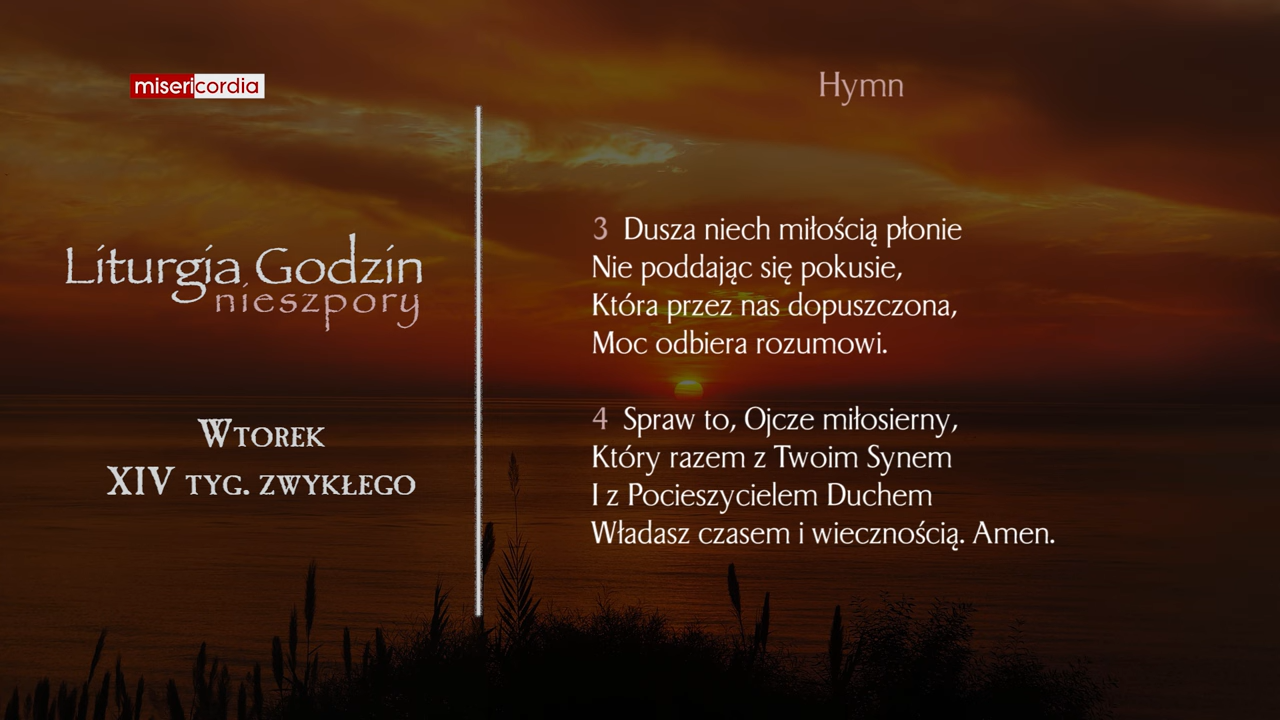 misericordia
Liturgia Godzin
nieszpory
Wtorek
XIV tyg. zwykłego
Hymn
3 Dusza niech miłością płonie
Nie poddając się pokusie,
Która przez nas dopuszczona,
Moc odbiera rozumowi.
4 Spraw to, Ojcze miłosierny,
Który razem z Twoim Synem
I z Pocieszycielem Duchem
Władasz czasem i wiecznością. Amen.